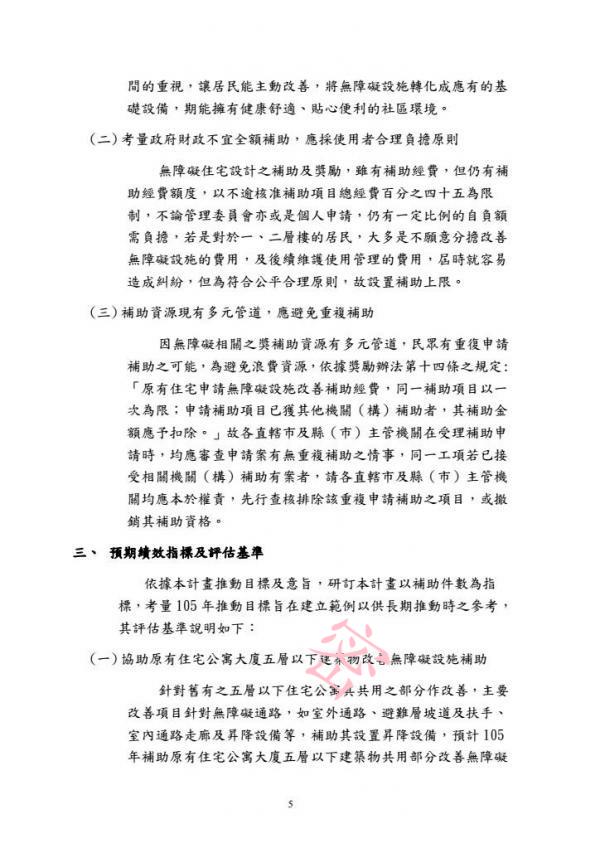 間的重視，讓居民能主動改善，將無障礙設施轉化成應有的基
礎設備，期能擁有健康舒適、貼心便利的社區環境。
(二)考量政府財政不宜全額補助，應採使用者合理負擔原則
無障礙住宅設計之補助及獎勵，雖有補助經費，但仍有補
助經費額度，以不逾核准補助項目總經費百分之四十五為限
制，不論管理委員會亦或是個人申請，仍有一定比例的自負額
需負擔，若是對於一、二層樓的居民，大多是不願意分擔改善
無障礙設施的費用，及後續維護使用管理的費用，屆時就容易
造成糾紛，但為符合公平合理原則，故設置補助上限。
(三)補助資源現有多元管道，應避免重複補助
因無障礙相關之獎補助資源有多元管道，民眾有重復申請
補助之可能，為避免浪費資源，依據獎勵辦法第十四條之規定:
「原有住宅申請無障礙設施改善補助經費，同一補助項目以一
次為限；申請補助項目已獲其他機關（構）補助者，其補助金
額應予扣除。」故各直轄市及縣（市）主管機關在受理補助申
請時，均應審查申請案有無重複補助之情事，同一工項若已接
受相關機關（構）補助有案者，請各直轄市及縣（市）主管機
關均應本於權責，先行查核排除該重複申請補助之項目，或撤
銷其補助資格。
三、 預期績效指標及評估基準
依據本計畫推動目標及意旨，研訂本計畫以補助件數為指
標，考量 105 年推動目標旨在建立範例以供長期推動時之參考，
其評估基準說明如下：
(一)協助原有住宅公寓大廈五層以下建築物改善無障礙設施補助
針對舊有之五層以下住宅公寓其共用之部分作改善，主要
改善項目針對無障礙通路，如室外通路、避難層坡道及扶手、
室內通路走廊及昇降設備等，補助其設置昇降設備，預計 105
年補助原有住宅公寓大廈五層以下建築物共用部分改善無障礙
密
5